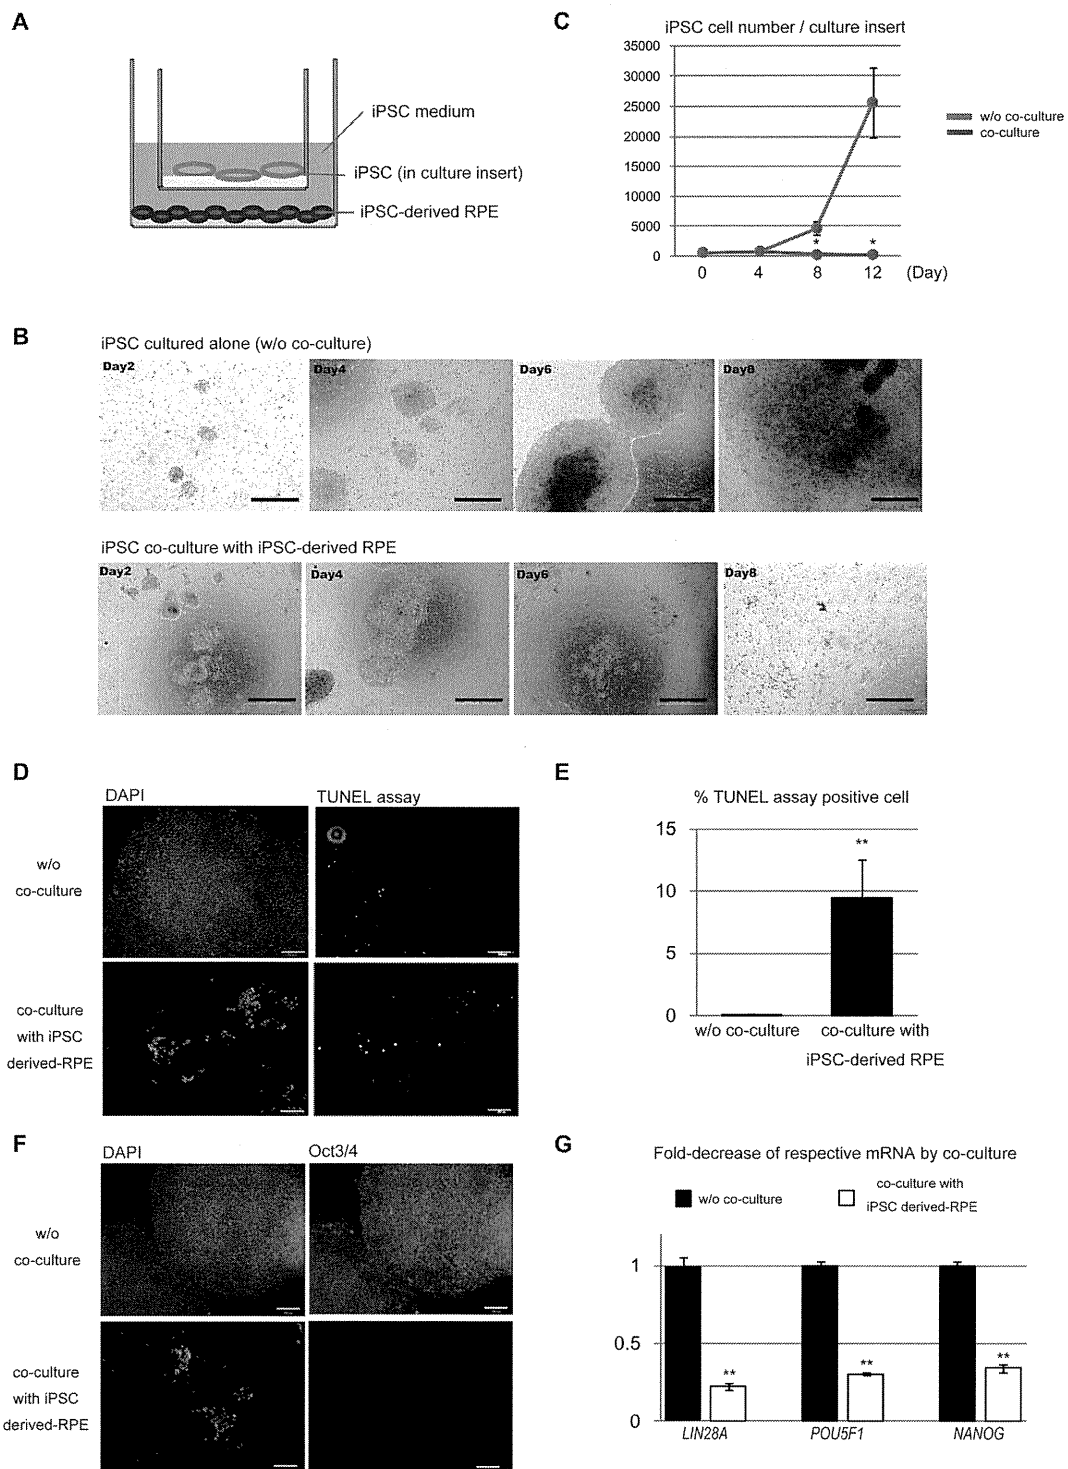 A
iPSC medium
iPSC (in culture insert)
iPSC-derived RPE
C
iPSC cell number / culture insert
35000
30000
25000
20000
15000
10000
5000
0
*
*
0 4 8 12 (Day)
w/o co-culture
co-culture
B
iPSC cultured alone (w/o co-culture)
Day2
Day4
Day6
Day8
iPSC co-culture with iPSC-derived RPE
Day2
Day4
Day6
Day8
D
DAPI
TUNEL assay
w/o
co-culture
co-culture
with iPSC
derived-RPE
E
% TUNEL assay positive cell
15
10
5
0
**
w/o co-culture
co-culture with
iPSC-derived RPE
F
DAPI
Oct3/4
w/o
co-culture
co-culture
with iPSC
derived-RPE
G
Fold-decrease of respective mRNA by co-culture
w/o co-culture
co-culture with
iPSC derived-RPE
1
0.5
0
**
**
**
LIN28A
POU5F1
NANOG